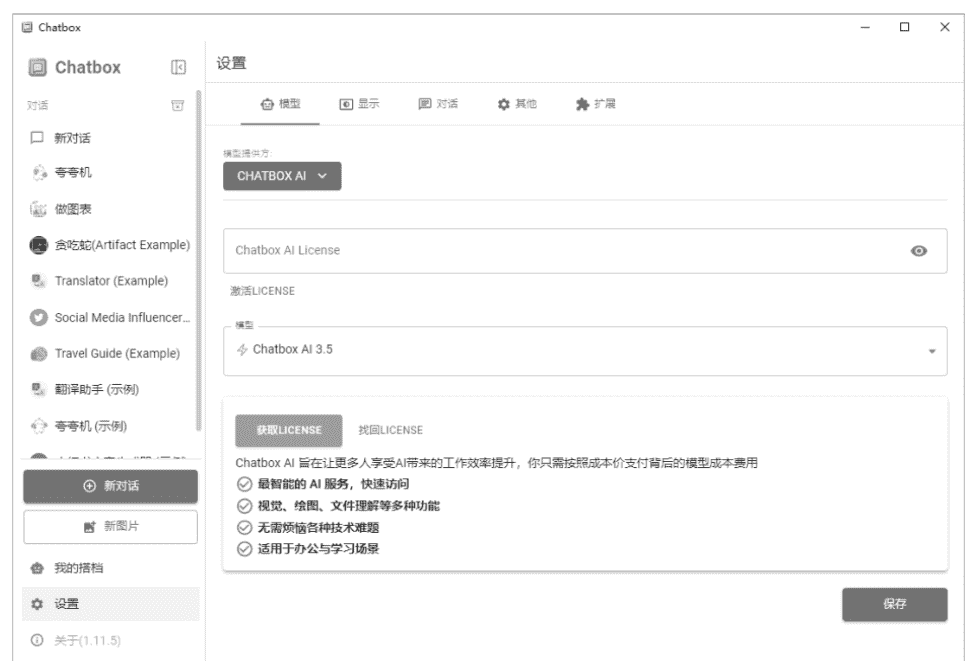 Chatbox
Chatbox
对话
新对话
夸夸机
做图表
贪吃蛇(Artifact Example)
Translator (Example)
Social Media Influencer...
Travel Guide (Example)
翻译助手 (示例)
夸夸机 (示例)
新对话
新图片
我的搭档
设置
关于(1.11.5)
设置
模型 显示 对话 其他 扩展
模型提供方:
CHATBOX AI
Chatbox AI License
激活LICENSE
模型
Chatbox AI 3.5
获取LICENSE 找回LICENSE
Chatbox AI 旨在让更多人享受AI带来的工作效率提升，你只需按照成本价支付背后的模型成本费用
最智能的 AI 服务，快速访问
视觉、绘图、文件理解等多种功能
无需烦恼各种技术难题
适用于办公与学习场景
保存